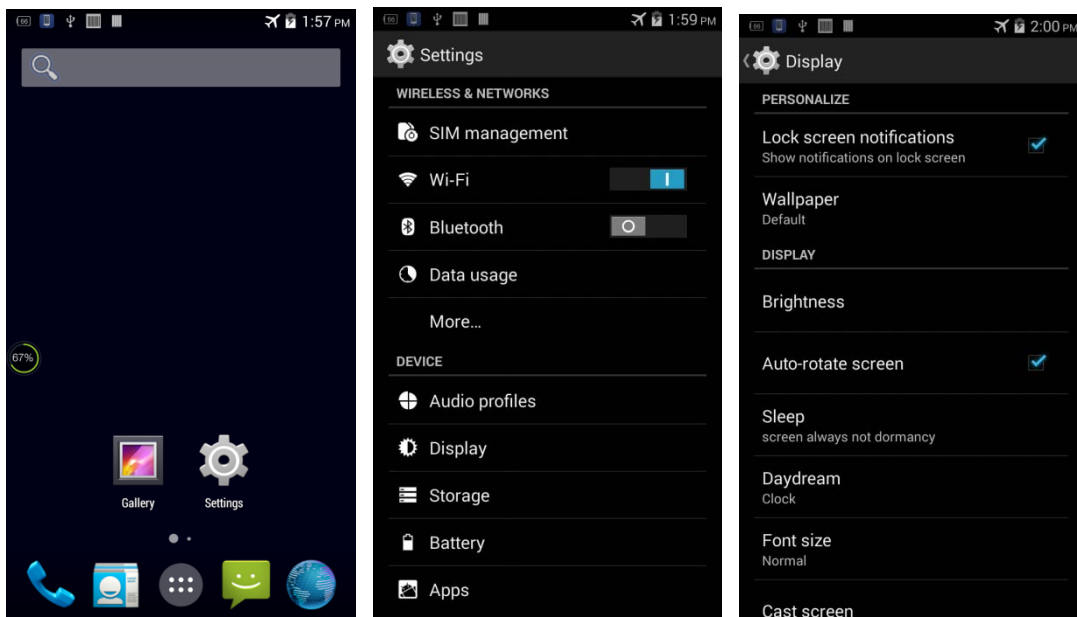 66
1:57 PM
67%
Gallery
Settings
66
1:59 PM
Settings
WIRELESS & NETWORKS
SIM management
Wi-Fi
Bluetooth
Data usage
More...
DEVICE
Audio profiles
Display
Storage
Battery
Apps
66
2:00 PM
Display
PERSONALIZE
Lock screen notifications
Show notifications on lock screen
Wallpaper
Default
DISPLAY
Brightness
Auto-rotate screen
Sleep
screen always not dormancy
Daydream
Clock
Font size
Normal
Cast screen